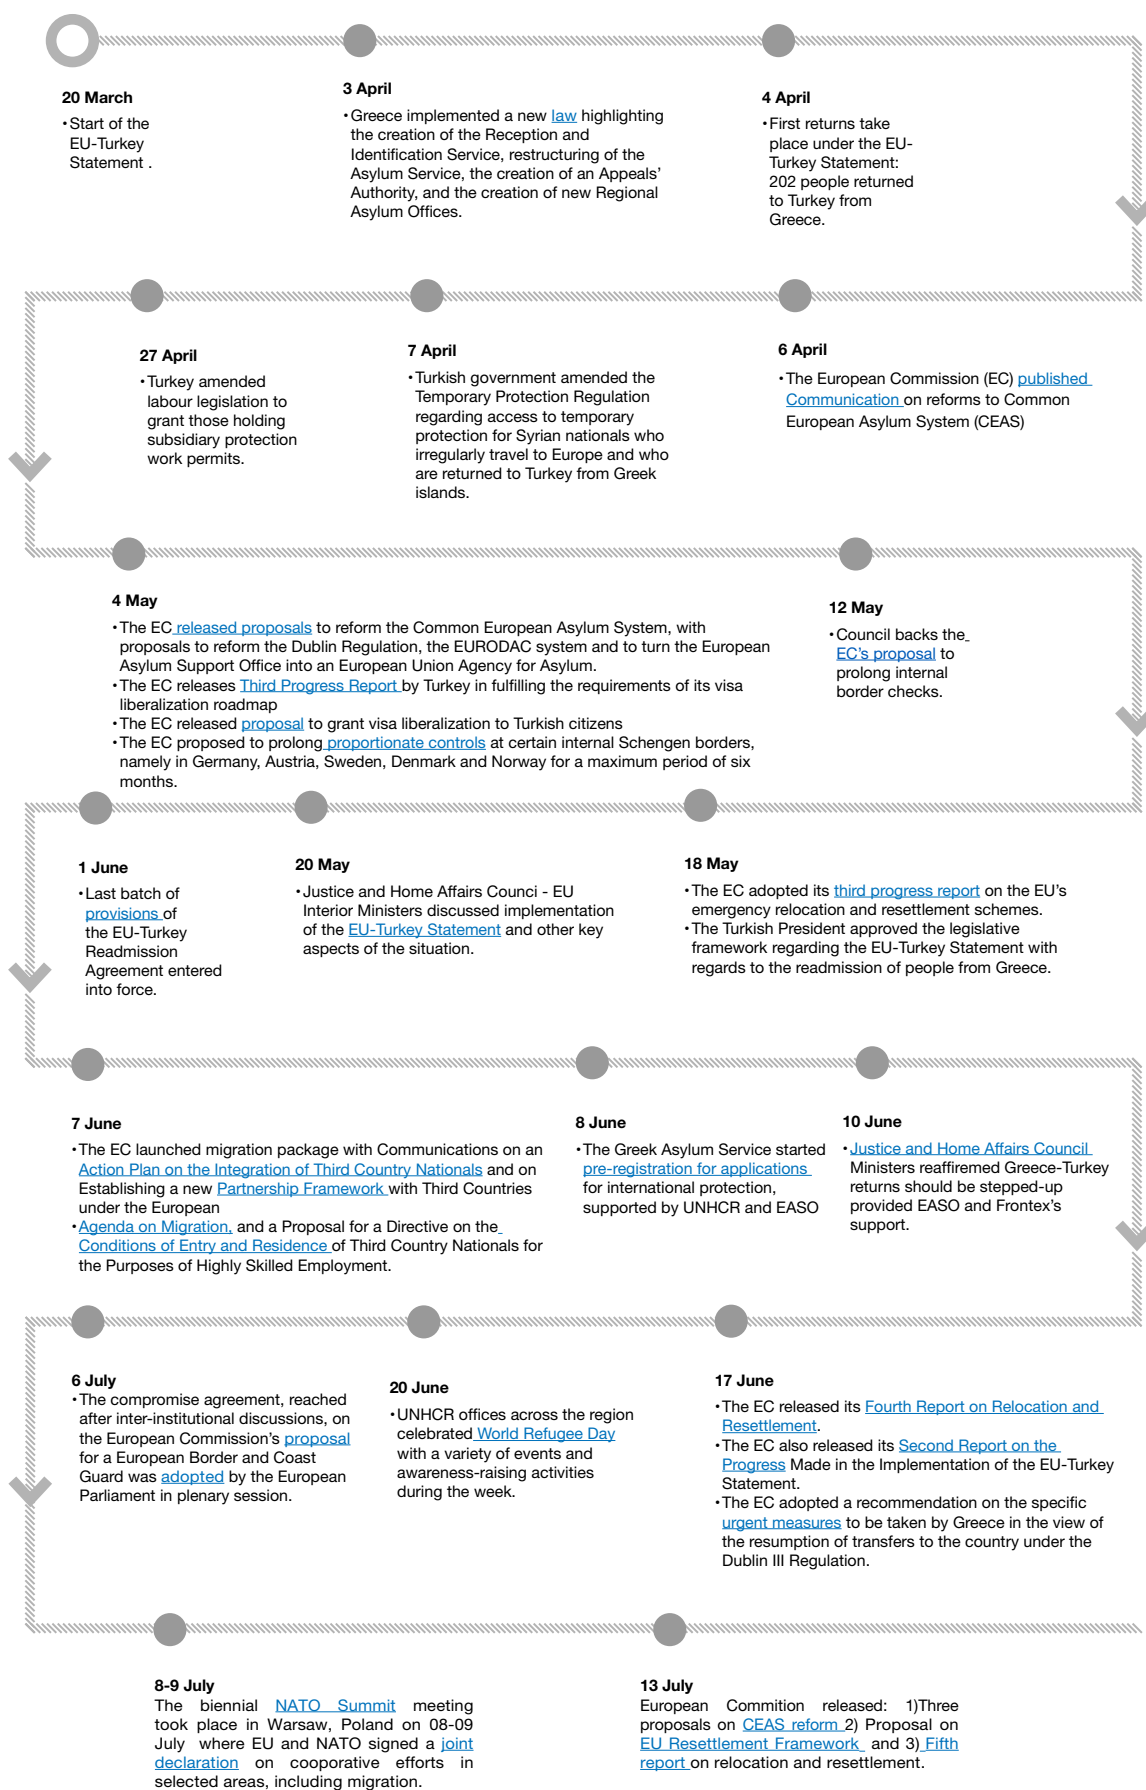 20 March
•Start of the
EU-Turkey
Statement .
3 April
•Greece implemented a new law highlighting
the creation of the Reception and
Identification Service, restructuring of the
Asylum Service, the creation of an Appeals'
Authority, and the creation of new Regional
Asylum Offices.
4 April
•First returns take
place under the EU-
Turkey Statement:
202 people returned
to Turkey from
Greece.
6 April
•The European Commission (EC) published
Communication on reforms to Common
European Asylum System (CEAS)
7 April
•Turkish government amended the
Temporary Protection Regulation
regarding access to temporary
protection for Syrian nationals who
irregularly travel to Europe and who
are returned to Turkey from Greek
islands.
27 April
•Turkey amended
labour legislation to
grant those holding
subsidiary protection
work permits.
4 May
•The EC released proposals to reform the Common European Asylum System, with
proposals to reform the Dublin Regulation, the EURODAC system and to turn the European
Asylum Support Office into an European Union Agency for Asylum.
•The EC releases Third Progress Report by Turkey in fulfilling the requirements of its visa
liberalization roadmap
•The EC released proposal to grant visa liberalization to Turkish citizens
•The EC proposed to prolong proportionate controls at certain internal Schengen borders,
namely in Germany, Austria, Sweden, Denmark and Norway for a maximum period of six
months.
12 May
•Council backs the
EC's proposal to
prolong internal
border checks.
18 May
•The EC adopted its third progress report on the EU's
emergency relocation and resettlement schemes.
•The Turkish President approved the legislative
framework regarding the EU-Turkey Statement with
regards to the readmission of people from Greece.
20 May
•Justice and Home Affairs Counci - EU
Interior Ministers discussed implementation
of the EU-Turkey Statement and other key
aspects of the situation.
1 June
•Last batch of
provisions of
the EU-Turkey
Readmission
Agreement entered
into force.
7 June
•The EC launched migration package with Communications on an
Action Plan on the Integration of Third Country Nationals and on
Establishing a new Partnership Framework with Third Countries
under the European
•Agenda on Migration, and a Proposal for a Directive on the
Conditions of Entry and Residence of Third Country Nationals for
the Purposes of Highly Skilled Employment.
8 June
•The Greek Asylum Service started
pre-registration for applications
for international protection,
supported by UNHCR and EASO
10 June
•Justice and Home Affairs Council
Ministers reaffiremed Greece-Turkey
returns should be stepped-up
provided EASO and Frontex's
support.
17 June
•The EC released its Fourth Report on Relocation and
Resettlement.
•The EC also released its Second Report on the
Progress Made in the Implementation of the EU-Turkey
Statement.
•The EC adopted a recommendation on the specific
urgent measures to be taken by Greece in the view of
the resumption of transfers to the country under the
Dublin III Regulation.
20 June
•UNHCR offices across the region
celebrated World Refugee Day
with a variety of events and
awareness-raising activities
during the week.
6 July
•The compromise agreement, reached
after inter-institutional discussions, on
the European Commission's proposal
for a European Border and Coast
Guard was adopted by the European
Parliament in plenary session.
8-9 July
The biennial NATO Summit meeting
took place in Warsaw, Poland on 08-09
July where EU and NATO signed a joint
declaration on cooporative efforts in
selected areas, including migration.
13 July
European Commition released: 1)Three
proposals on CEAS reform 2) Proposal on
EU Resettlement Framework and 3) Fifth
report on relocation and resettlement.